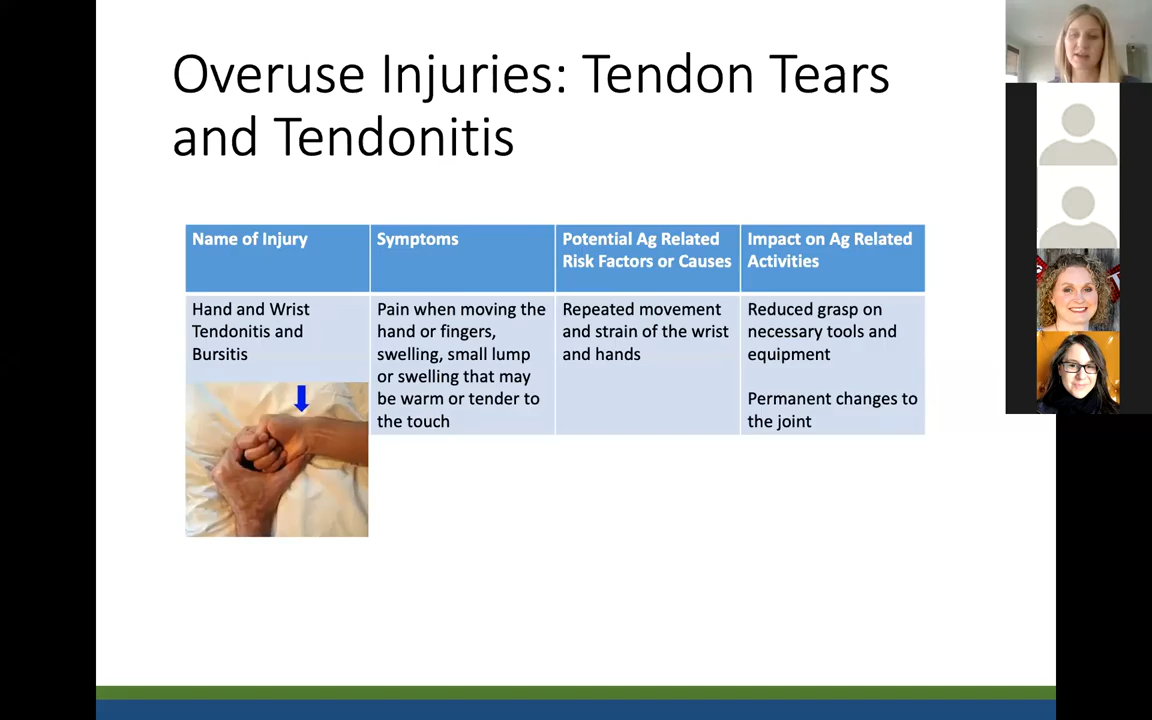 Overuse Injuries: Tendon Tears
and Tendonitis
Name of Injury
Symptoms
Potential Ag Related
Risk Factors or Causes
Impact on Ag Related
Activities
Hand and Wrist
Tendonitis and
Bursitis
Pain when moving the
hand or fingers,
swelling, small lump
or swelling that may
be warm or tender to
the touch
Repeated movement
and strain of the wrist
and hands
Reduced grasp on
necessary tools and
equipment
Permanent changes to
the joint